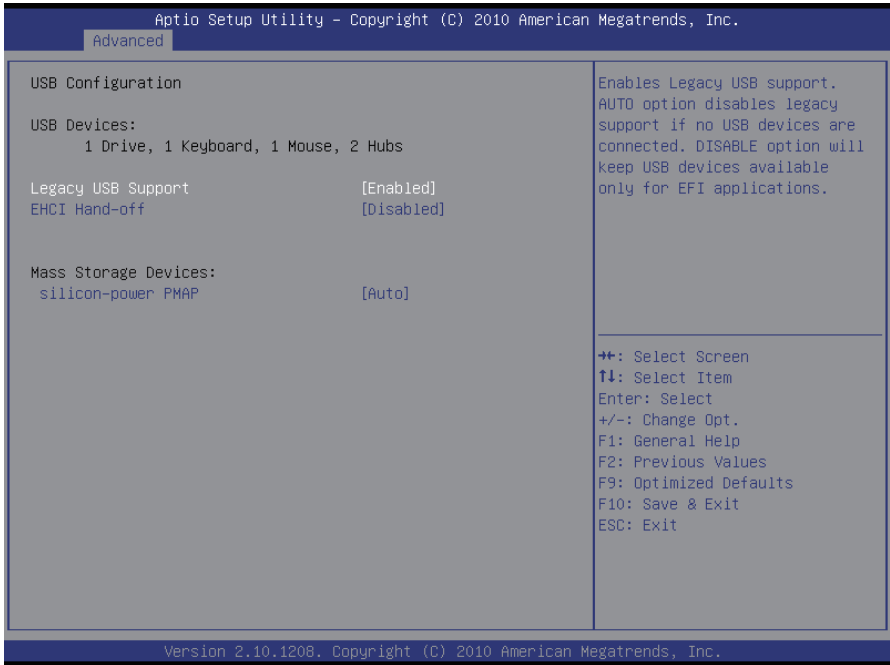 Aptio Setup Utility – Copyright (C) 2010 American Megatrends, Inc.
Advanced
USB Configuration
USB Devices:
1 Drive, 1 Keyboard, 1 Mouse, 2 Hubs
Legacy USB Support [Enabled]
EHCI Hand-off [Disabled]
Mass Storage Devices:
silicon-power PMAP [Auto]
Enables Legacy USB support.
AUTO option disables legacy
support if no USB devices are
connected. DISABLE option will
keep USB devices available
only for EFI applications.
→←: Select Screen
↑↓: Select Item
Enter: Select
+/-: Change Opt.
F1: General Help
F2: Previous Values
F9: Optimized Defaults
F10: Save & Exit
ESC: Exit
Version 2.10.1208. Copyright (C) 2010 American Megatrends, Inc.